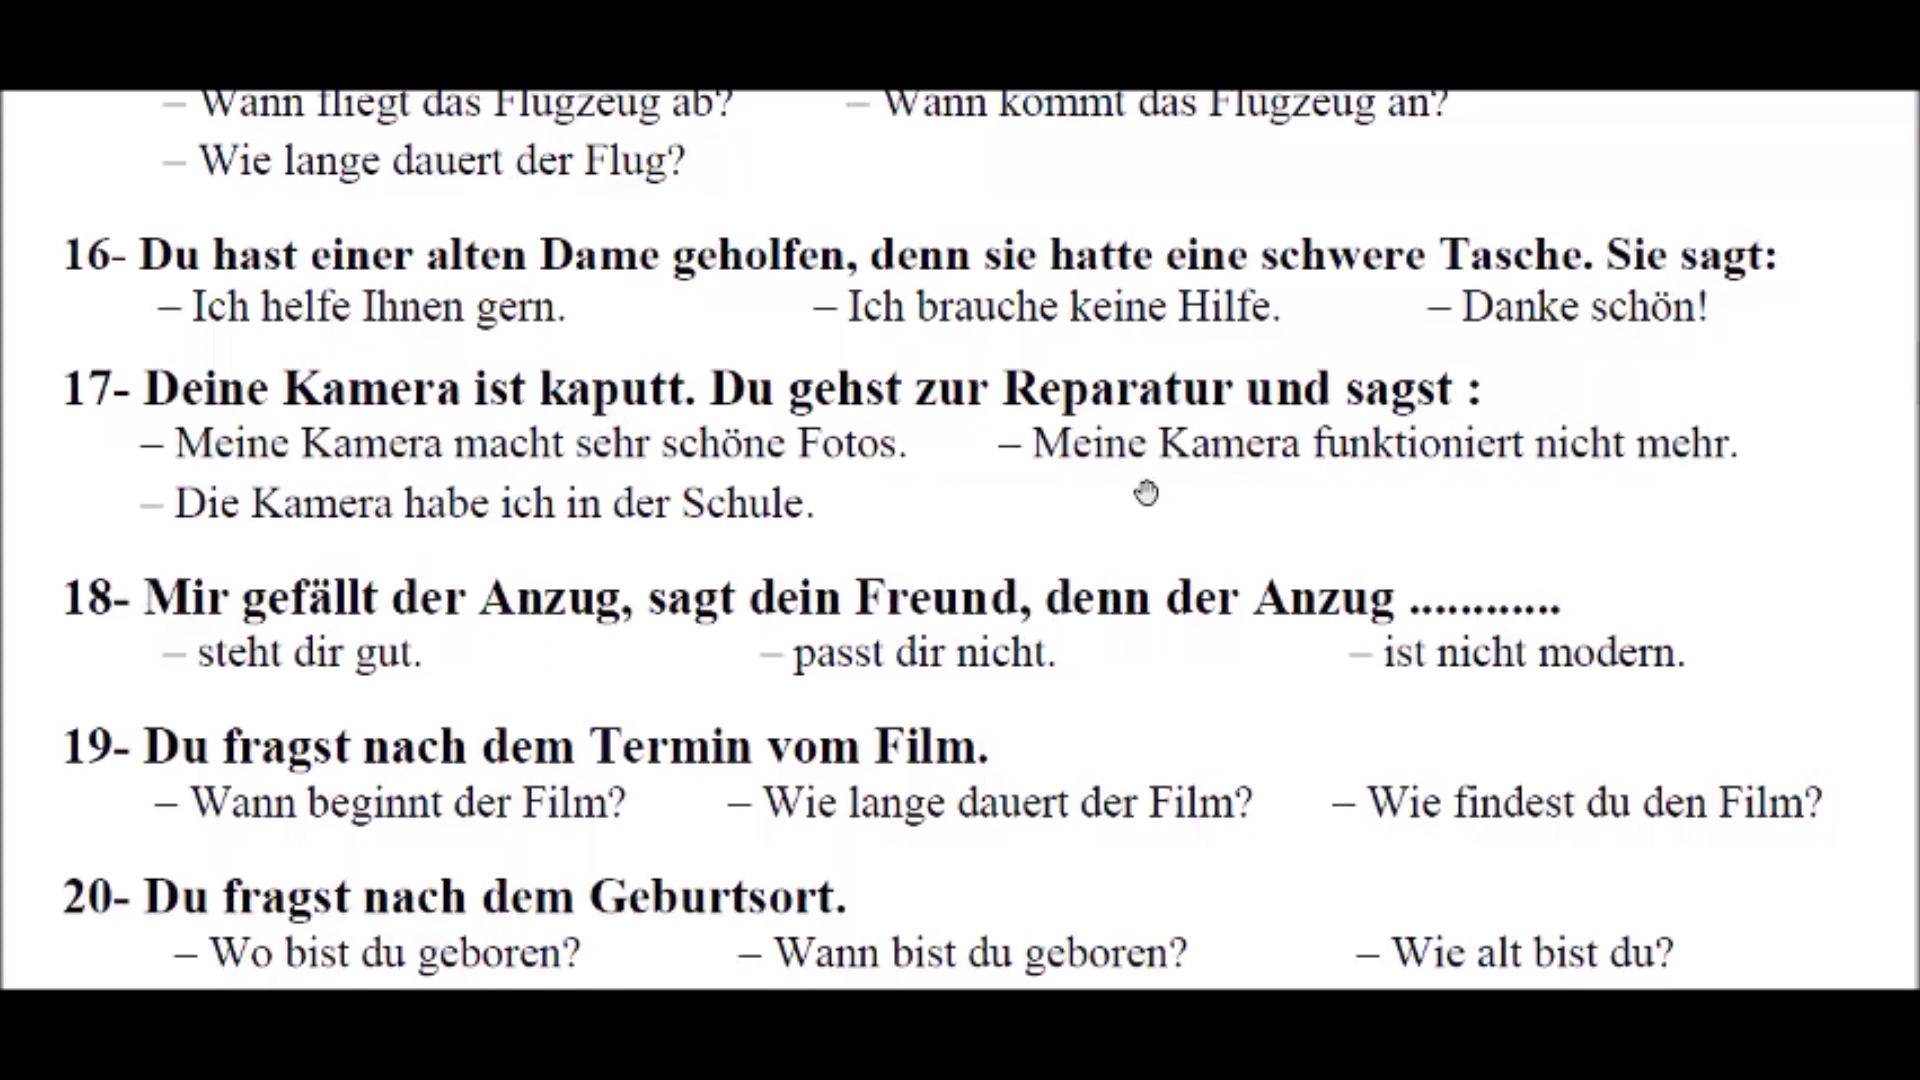 – Wann fliegt das Flugzeug ab? – Wann kommt das Flugzeug an?
– Wie lange dauert der Flug?
16- Du hast einer alten Dame geholfen, denn sie hatte eine schwere Tasche. Sie sagt:
– Ich helfe Ihnen gern. – Ich brauche keine Hilfe. – Danke schön!
17- Deine Kamera ist kaputt. Du gehst zur Reparatur und sagst :
– Meine Kamera macht sehr schöne Fotos. – Meine Kamera funktioniert nicht mehr.
– Die Kamera habe ich in der Schule.
18- Mir gefällt der Anzug, sagt dein Freund, denn der Anzug ............
– steht dir gut. – passt dir nicht. – ist nicht modern.
19- Du fragst nach dem Termin vom Film.
– Wann beginnt der Film? – Wie lange dauert der Film? – Wie findest du den Film?
20- Du fragst nach dem Geburtsort.
– Wo bist du geboren? – Wann bist du geboren? – Wie alt bist du?